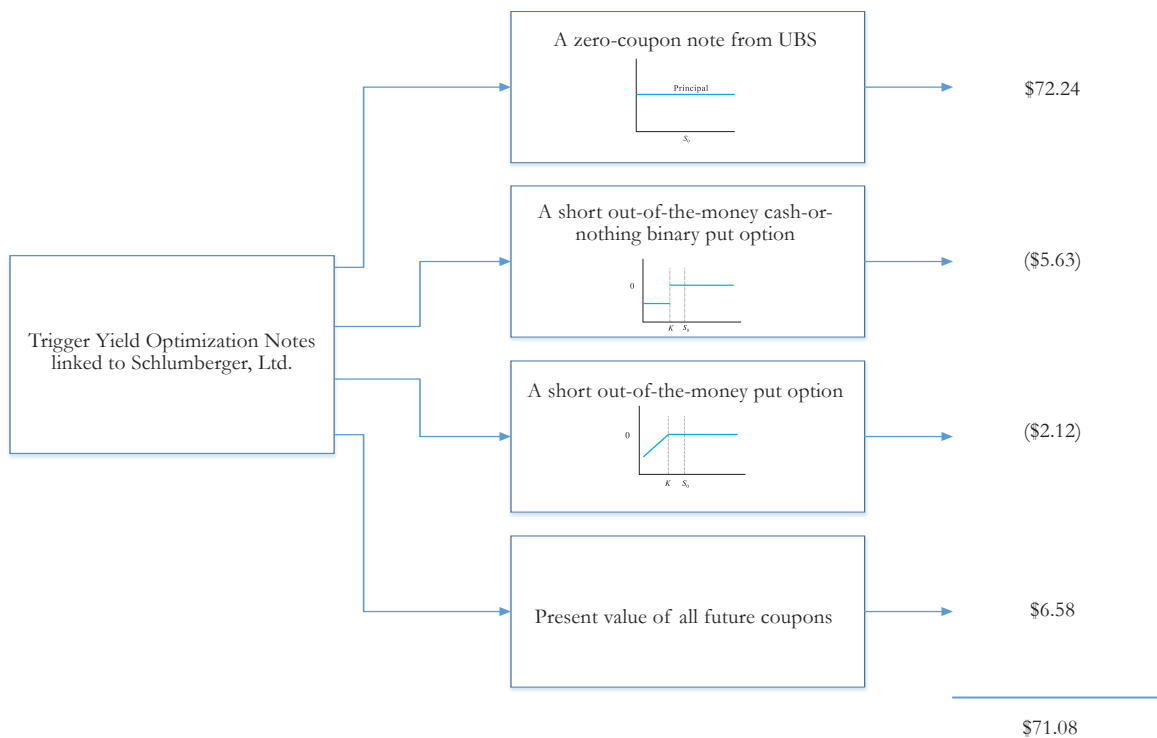 A zero-coupon note from UBS
Principal
S₀
$72.24
A short out-of-the-money cash-or-
nothing binary put option
0
K S₀
($5.63)
Trigger Yield Optimization Notes
linked to Schlumberger, Ltd.
A short out-of-the-money put option
0
K S₀
($2.12)
Present value of all future coupons
$6.58
$71.08